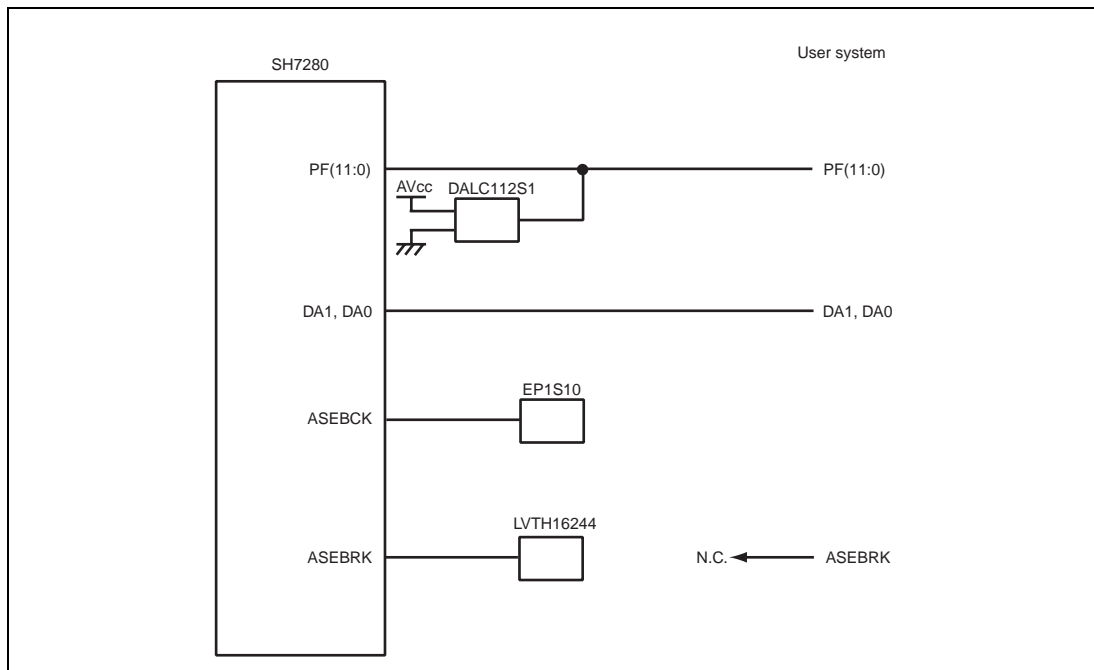 User system
SH7280
PF(11:0)
PF(11:0)
AVcc
DALC112S1
DA1, DA0
DA1, DA0
EP1S10
ASEBCK
LVTH16244
ASEBRK
N.C.
ASEBRK